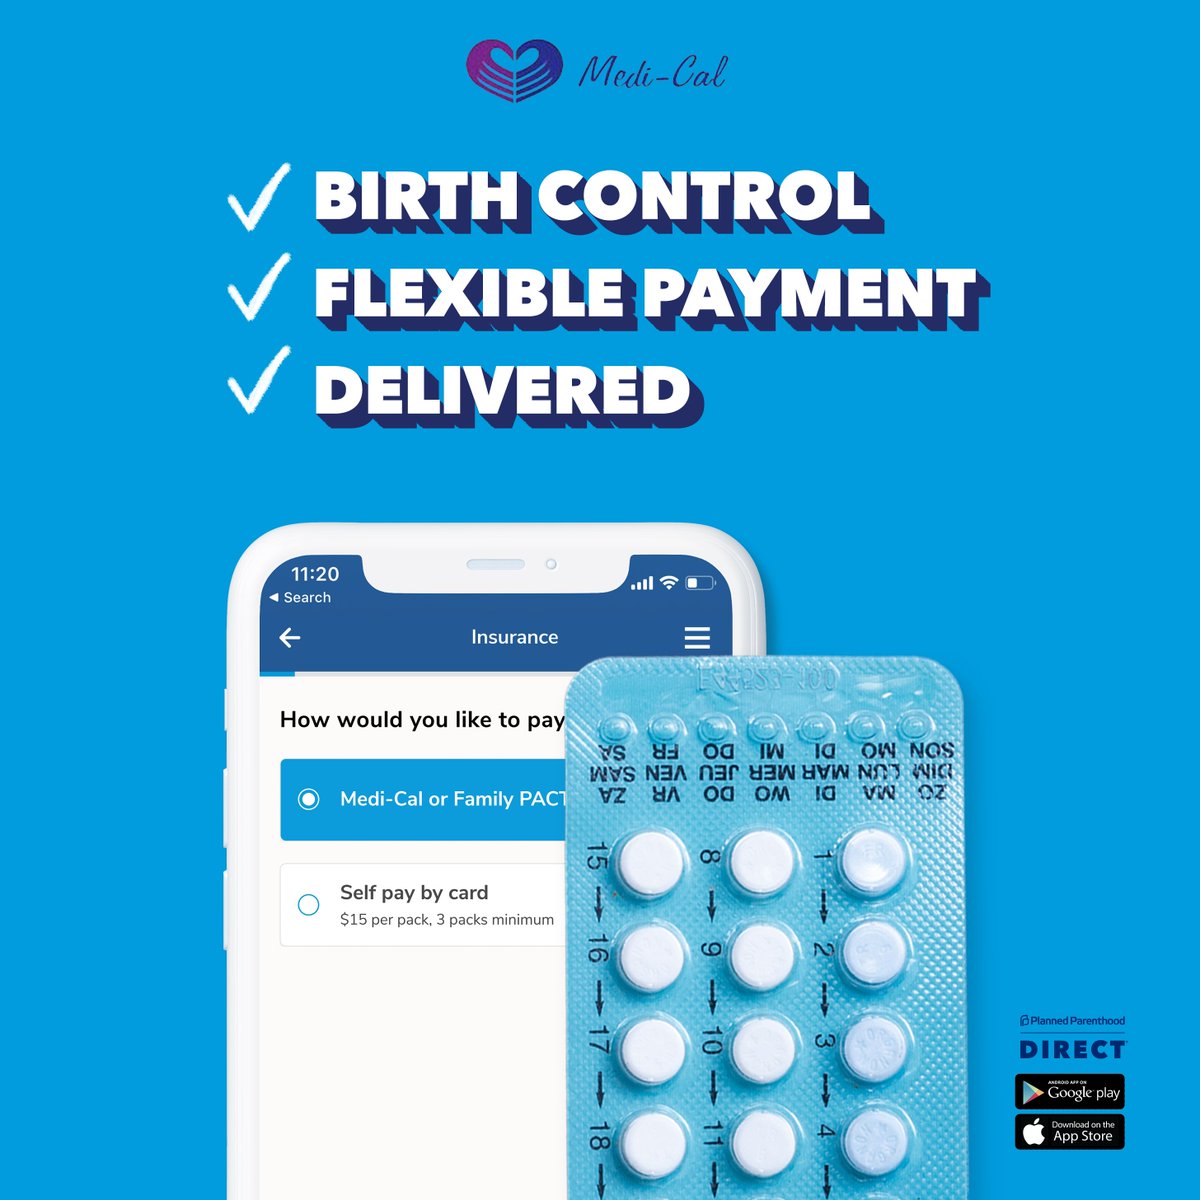 Medi-Cal
BIRTH CONTROL
FLEXIBLE PAYMENT
DELIVERED
11:20
Search
Insurance
How would you like to pay
Medi-Cal or Family PACT
Self pay by card
$15 per pack, 3 packs minimum
SA FR DO MI DI MO SON
SAM VEN JEU MER MAR LUN DIM
ZA VR DO WO DI MA ZO
15 8 1
16 9 2
17 10 3
18 11 4
Planned Parenthood
DIRECT
ANDROID APP ON
Google play
Download on the
App Store